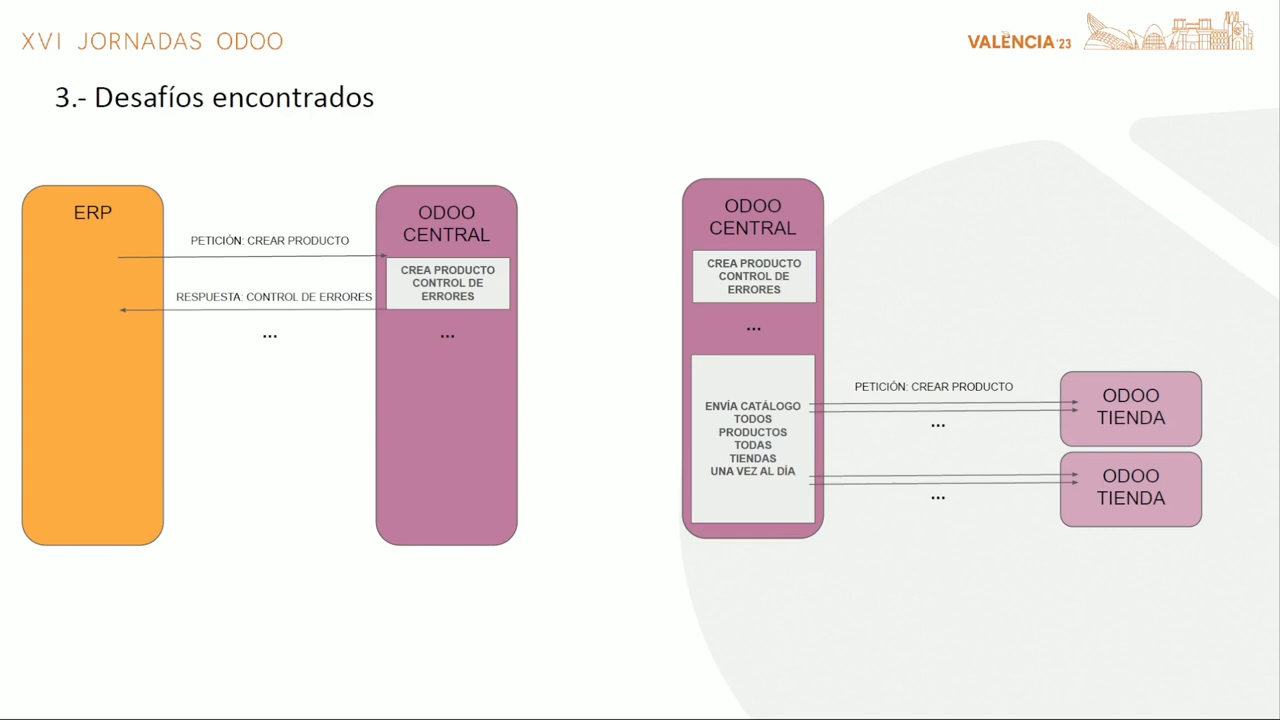 XVI JORNADAS ODOO
VALÈNCIA '23
3.- Desafíos encontrados
ERP
PETICIÓN: CREAR PRODUCTO
RESPUESTA: CONTROL DE ERRORES
...
ODOO
CENTRAL
CREA PRODUCTO
CONTROL DE
ERRORES
...
ODOO
CENTRAL
CREA PRODUCTO
CONTROL DE
ERRORES
...
ENVÍA CATÁLOGO
TODOS
PRODUCTOS
TODAS
TIENDAS
UNA VEZ AL DÍA
PETICIÓN: CREAR PRODUCTO
...
...
ODOO
TIENDA
ODOO
TIENDA